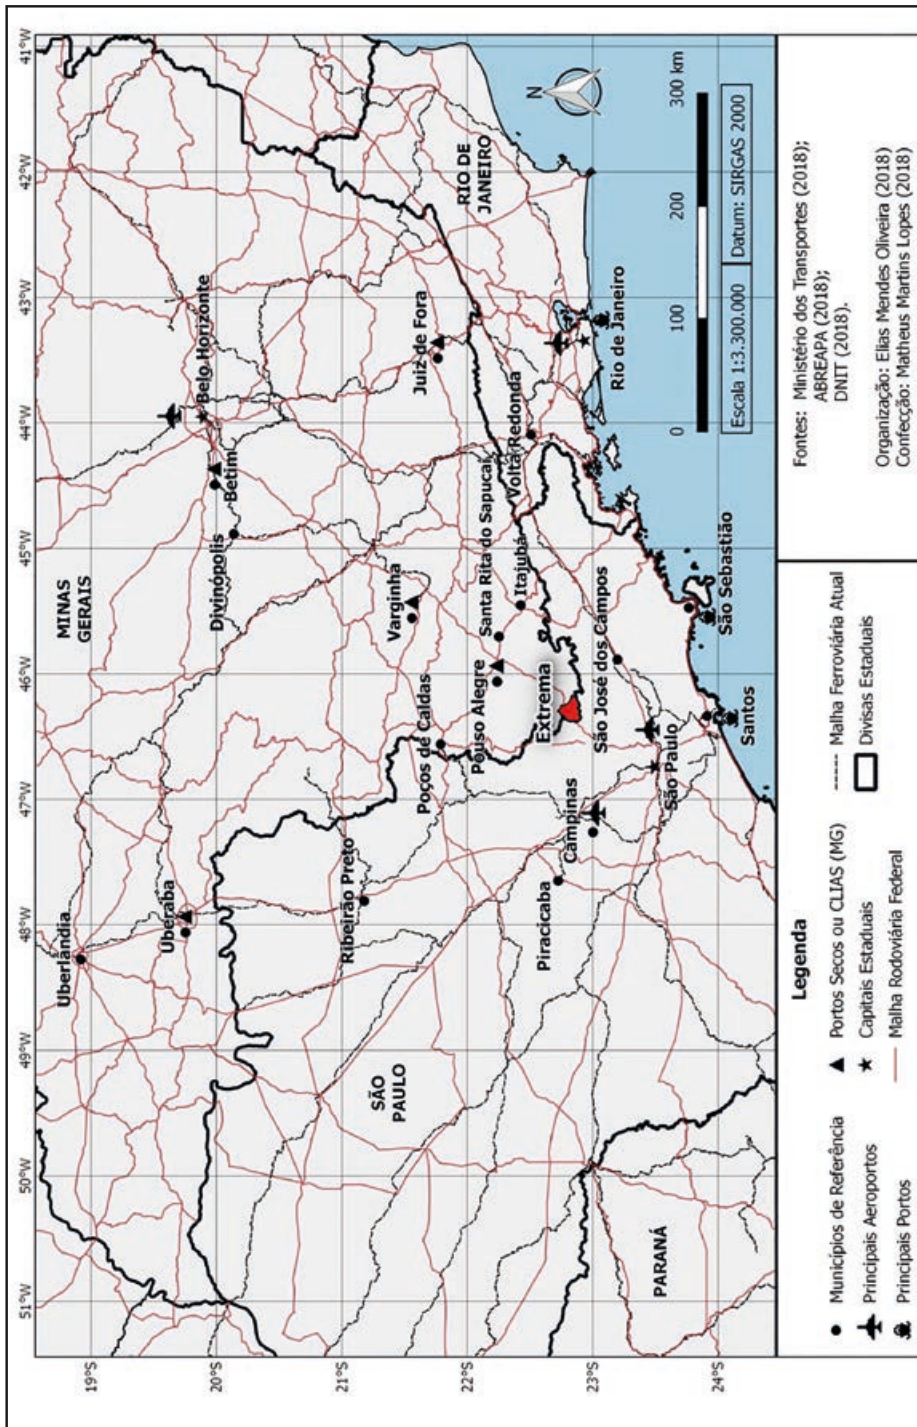 51°W
50°W
49°W
48°W
47°W
46°W
45°W
44°W
43°W
42°W
41°W
19°S
20°S
21°S
22°S
23°S
24°S
Uberlândia
Uberaba
MINAS
GERAIS
Belo Horizonte
Betim
Divinópolis
Ribeirão Preto
Varginha
Juiz de Fora
SÃO
PAULO
Poços de Caldas
Pouso Alegre
Santa Rita do Sapucaí
Itajubá
Volta Redonda
RIO DE
JANEIRO
Extrema
Piracicaba
Campinas
São José dos Campos
São Paulo
Rio de Janeiro
PARANÁ
Santos
São Sebastião
N
0
100
200
300 km
Escala 1:3.300.000
Datum: SIRGAS 2000
Legenda
Municípios de Referência
Principais Aeroportos
Principais Portos
Portos Secos ou CLIAS (MG)
Capitais Estaduais
Malha Rodoviária Federal
Malha Ferroviária Atual
Divisas Estaduais
Fontes: Ministério dos Transportes (2018);
ABREAPA (2018);
DNIT (2018).
Organização: Elias Mendes Oliveira (2018)
Confecção: Matheus Martins Lopes (2018)